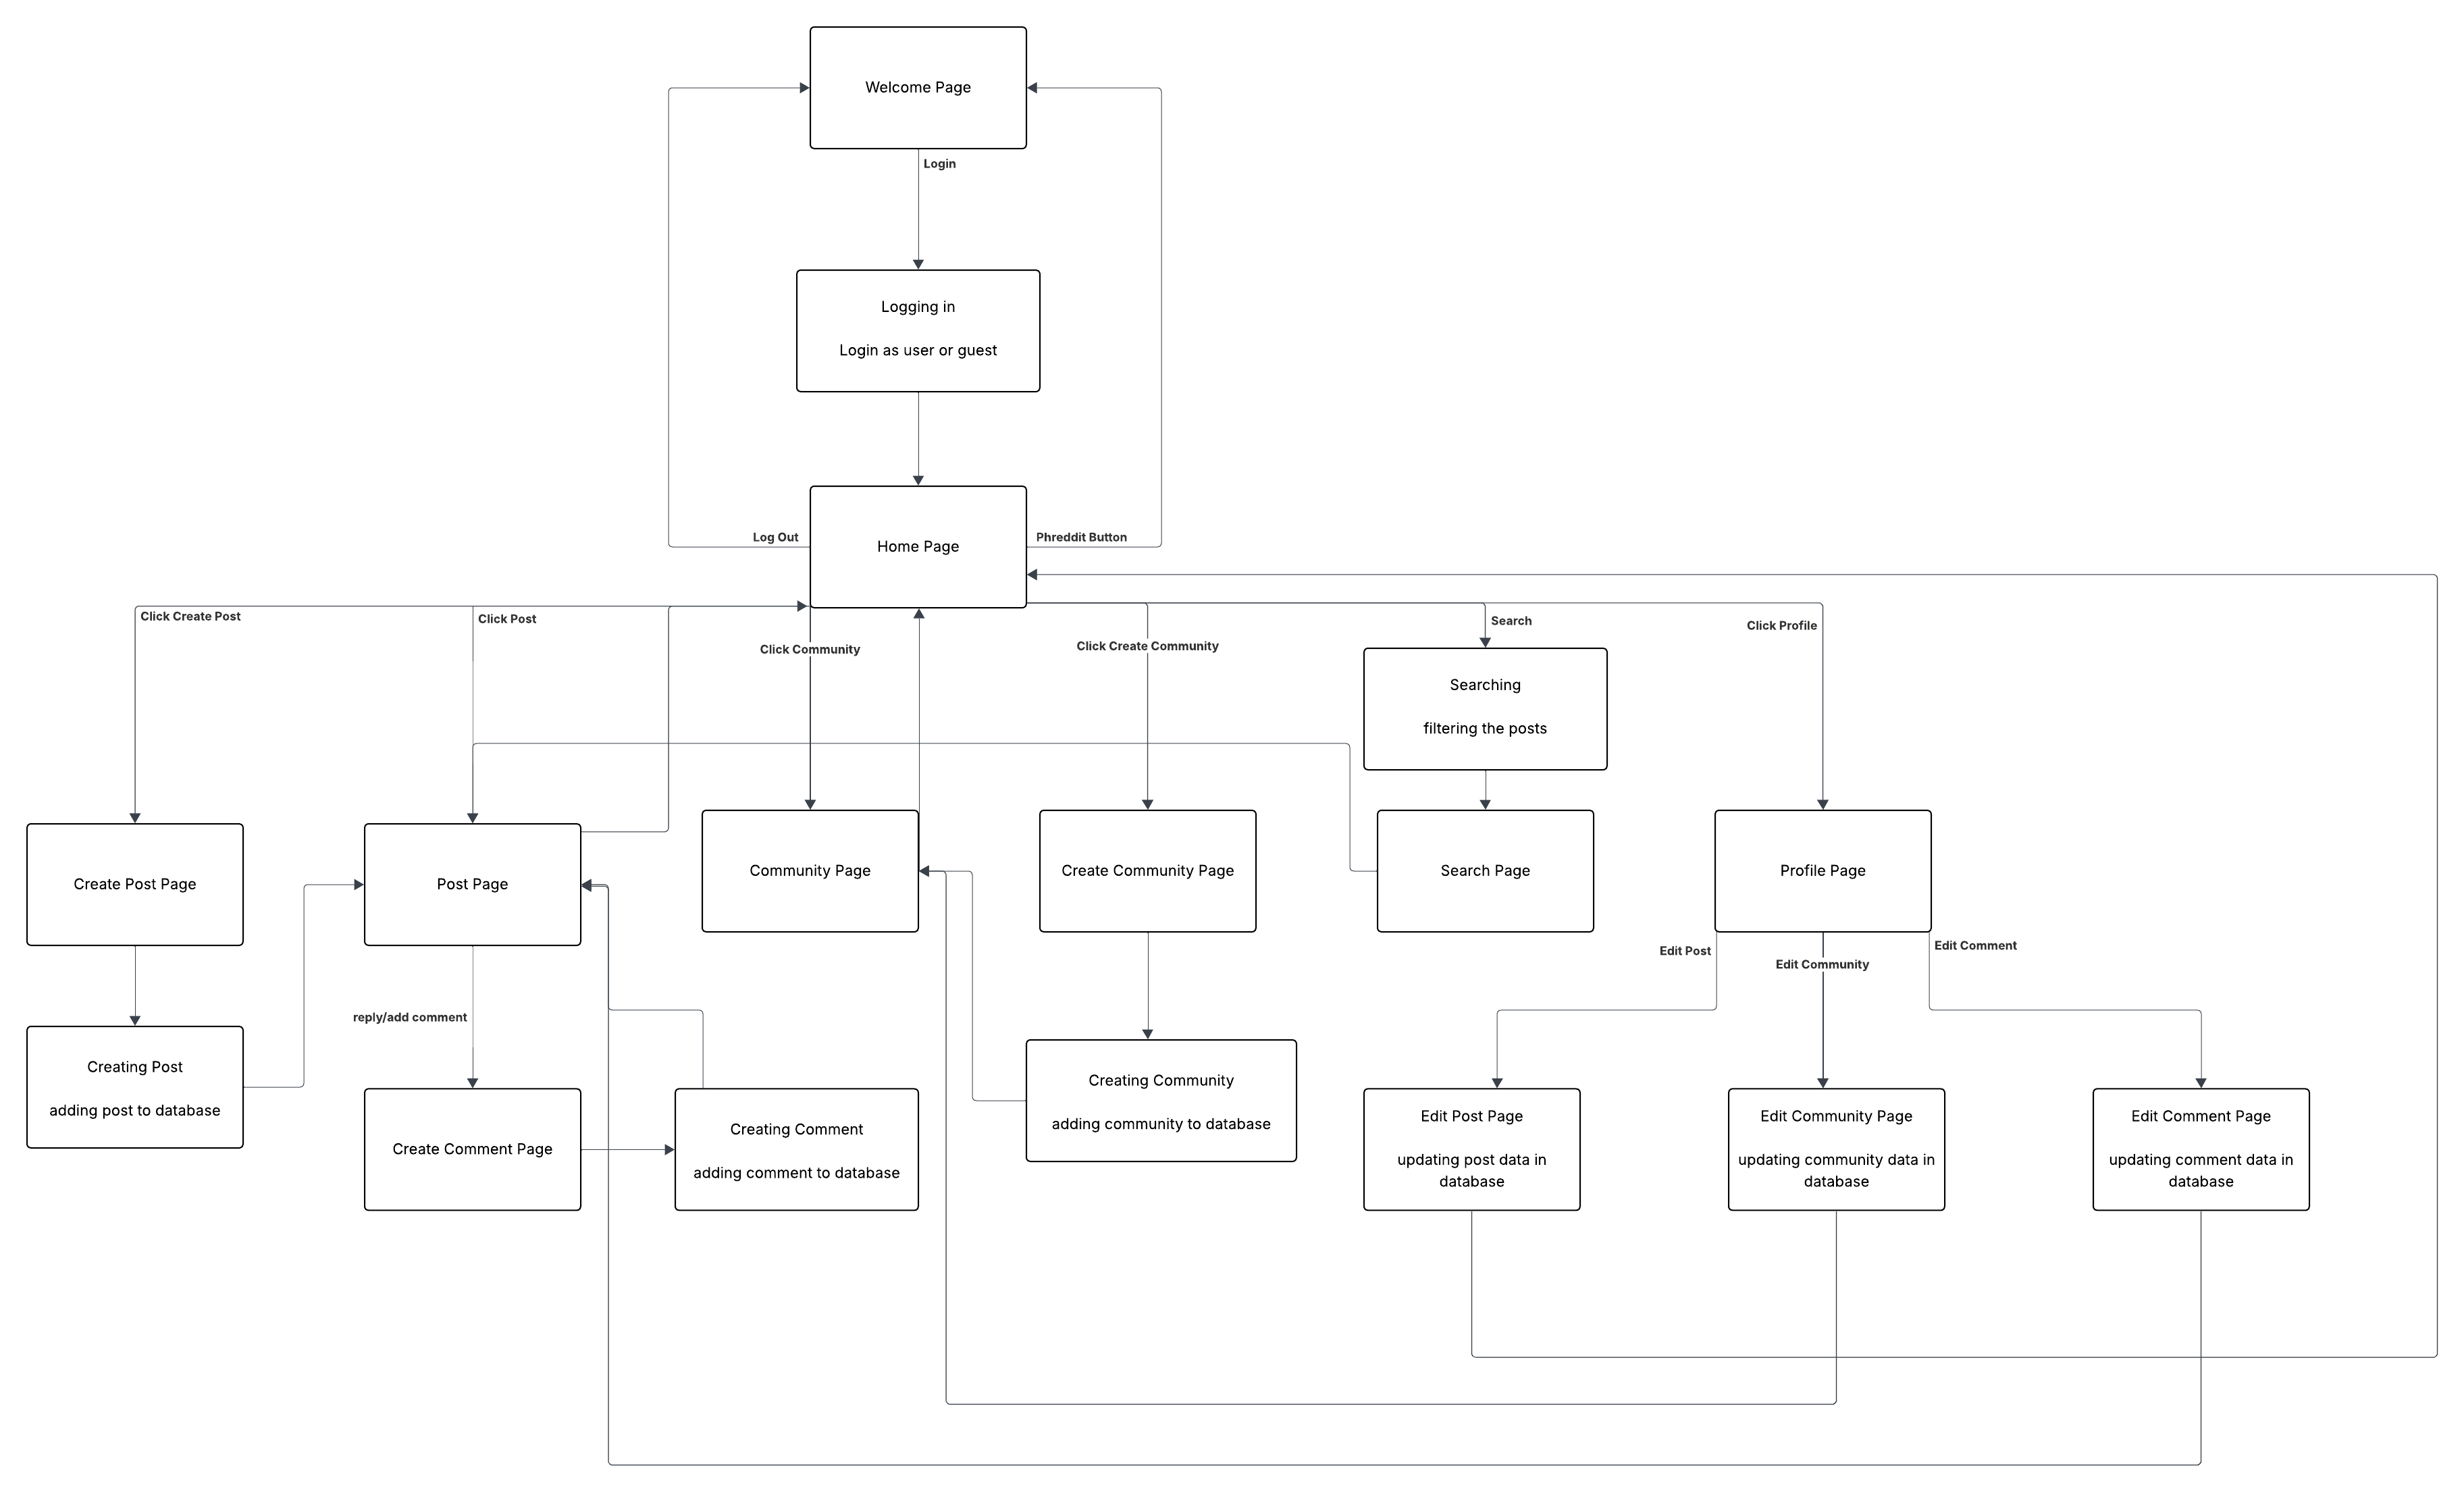 Welcome Page
Login
Logging in
Login as user or guest
Log Out
Home Page
Phreddit Button
Click Create Post
Click Post
Click Community
Click Create Community
Search
Click Profile
Searching
filtering the posts
Create Post Page
Post Page
Community Page
Create Community Page
Search Page
Profile Page
Edit Post
Edit Community
Edit Comment
reply/add comment
Creating Post
adding post to database
Create Comment Page
Creating Comment
adding comment to database
Creating Community
adding community to database
Edit Post Page
updating post data in
database
Edit Community Page
updating community data in
database
Edit Comment Page
updating comment data in
database